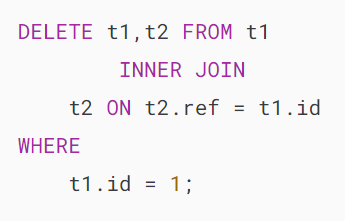 DELETE t1,t2 FROM t1
INNER JOIN
t2 ON t2.ref = t1.id
WHERE
t1.id = 1;